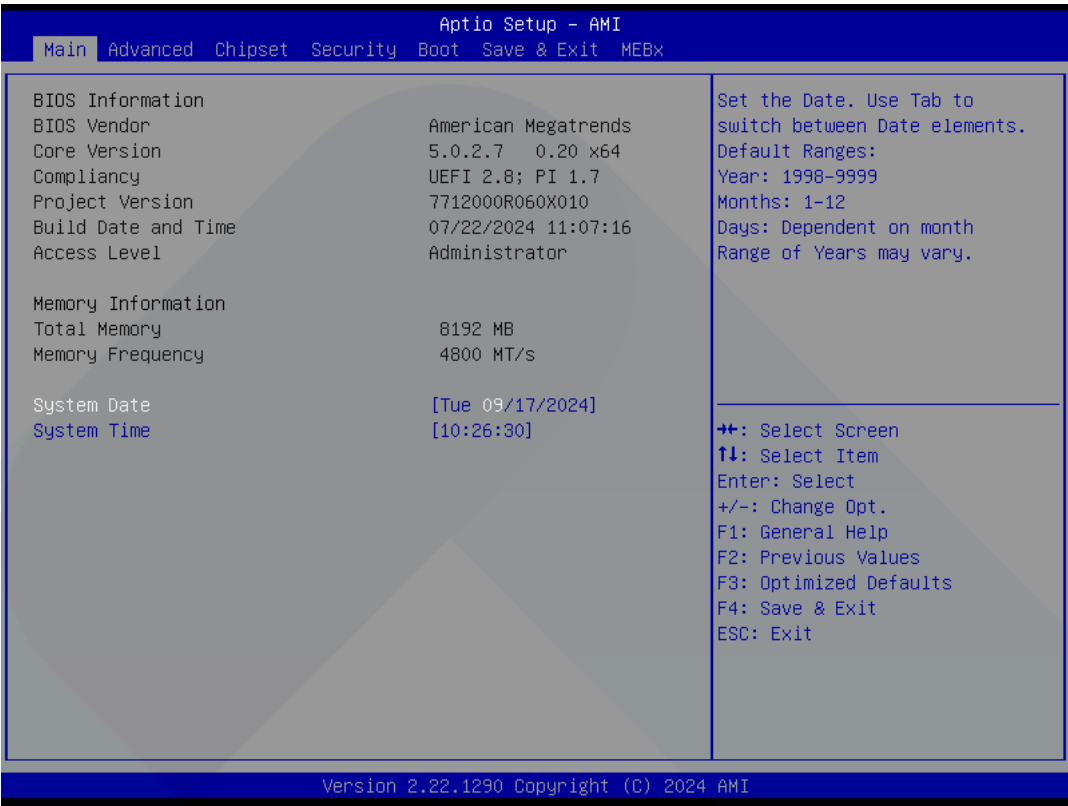 Aptio Setup – AMI
Main Advanced Chipset Security Boot Save & Exit MEBx
BIOS Information
BIOS Vendor American Megatrends
Core Version 5.0.2.7 0.20 x64
Compliancy UEFI 2.8; PI 1.7
Project Version 7712000R060X010
Build Date and Time 07/22/2024 11:07:16
Access Level Administrator
Memory Information
Total Memory 8192 MB
Memory Frequency 4800 MT/s
System Date [Tue 09/17/2024]
System Time [10:26:30]
Set the Date. Use Tab to
switch between Date elements.
Default Ranges:
Year: 1998-9999
Months: 1-12
Days: Dependent on month
Range of Years may vary.
→←: Select Screen
↑↓: Select Item
Enter: Select
+/-: Change Opt.
F1: General Help
F2: Previous Values
F3: Optimized Defaults
F4: Save & Exit
ESC: Exit
Version 2.22.1290 Copyright (C) 2024 AMI